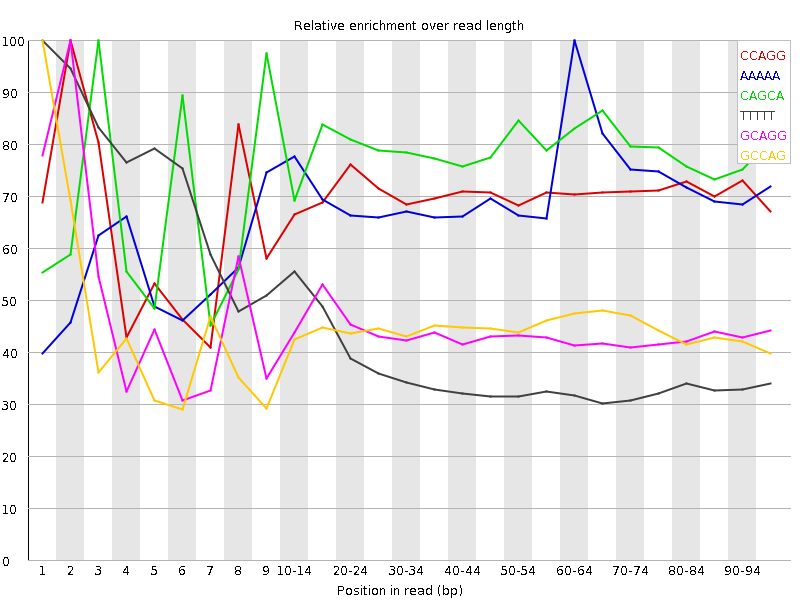 Relative enrichment over read length
100
90
80
70
60
50
40
30
20
10
0
CCAGG
AAAAA
CAGCA
TTTTT
GCAGG
GCCAG
1 2 3 4 5 6 7 8 9 10-14 20-24 30-34 40-44 50-54 60-64 70-74 80-84 90-94
Position in read (bp)